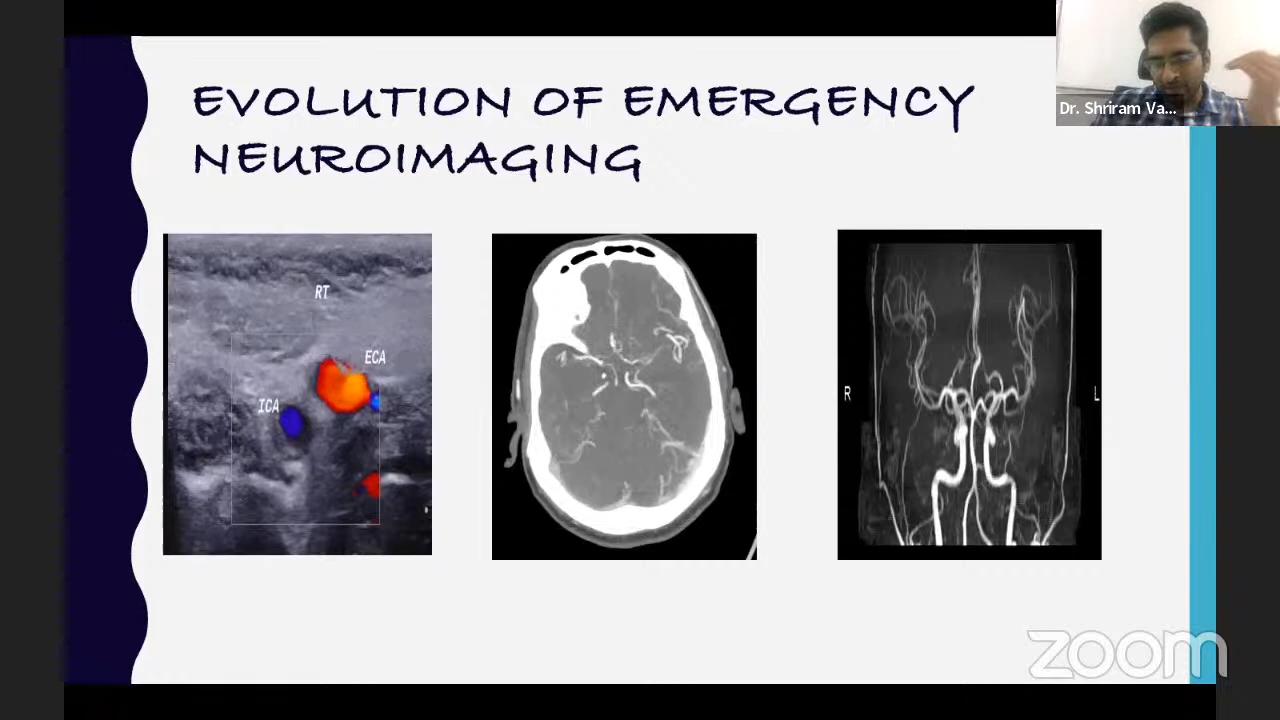 EVOLUTION OF EMERGENCY
NEUROIMAGING
Dr. Shriram Va...
RT
ECA
ICA
R
L
zoom